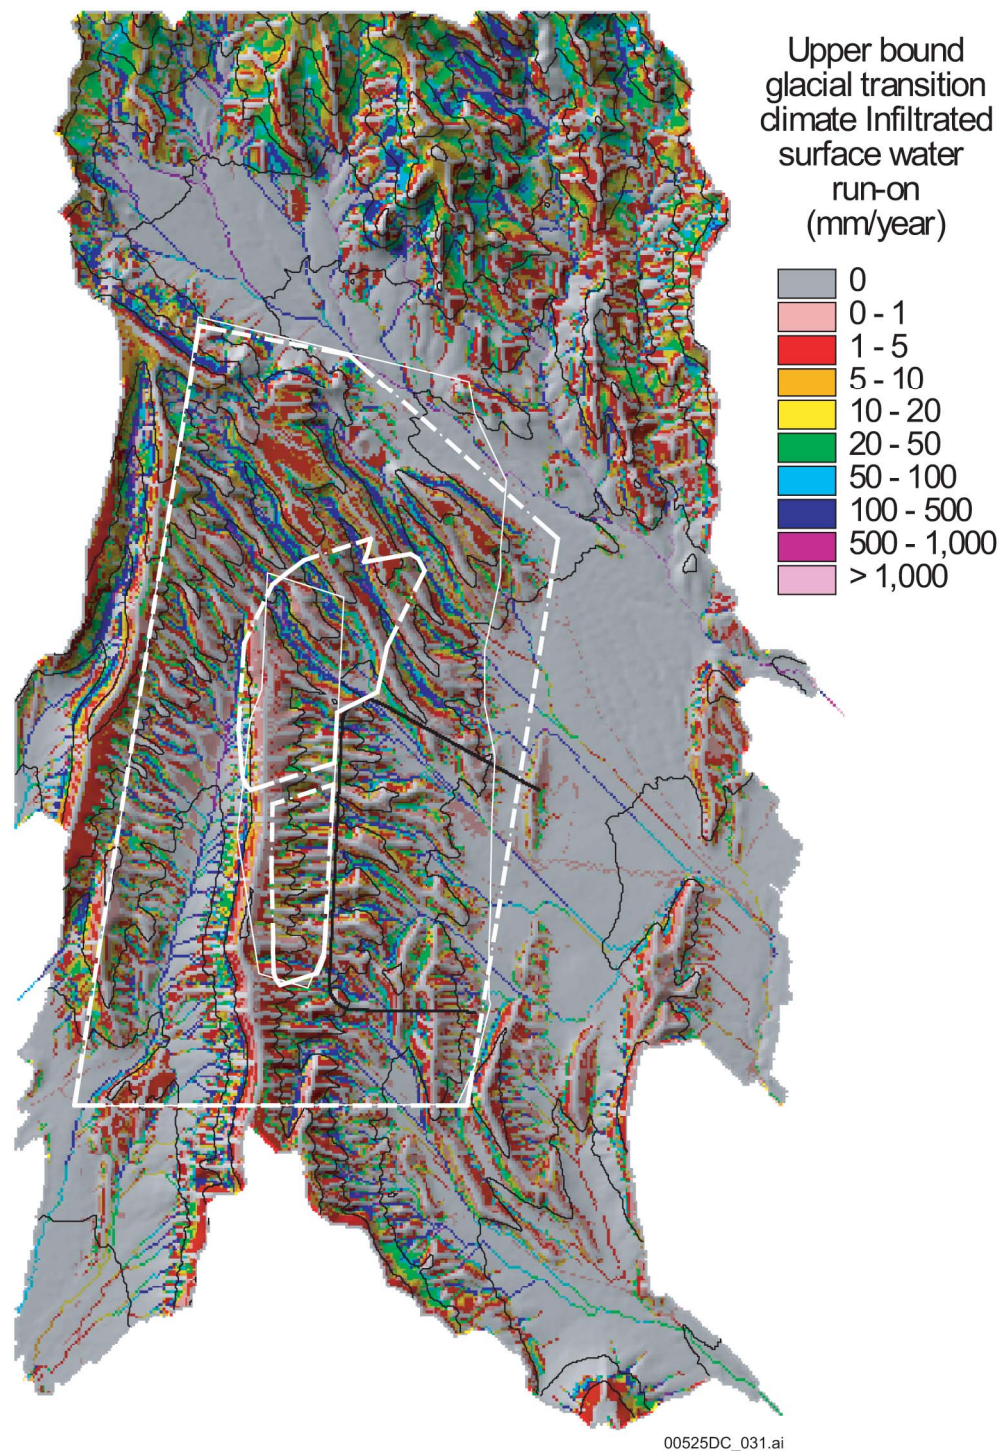 Upper bound
glacial transition
climate Infiltrated
surface water
run-on
(mm/year)
0
0 - 1
1 - 5
5 - 10
10 - 20
20 - 50
50 - 100
100 - 500
500 - 1,000
> 1,000
00525DC_031.ai